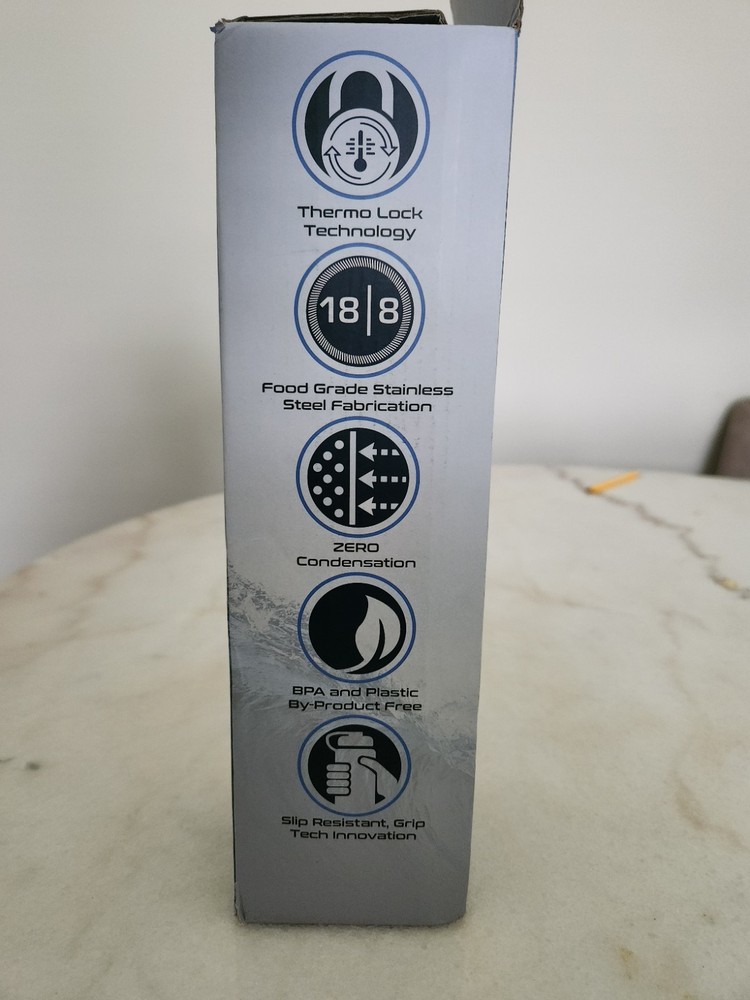 Thermo Lock
Technology
18|8
Food Grade Stainless
Steel Fabrication
ZERO
Condensation
BPA and Plastic
By-Product Free
Slip Resistant, Grip
Tech Innovation